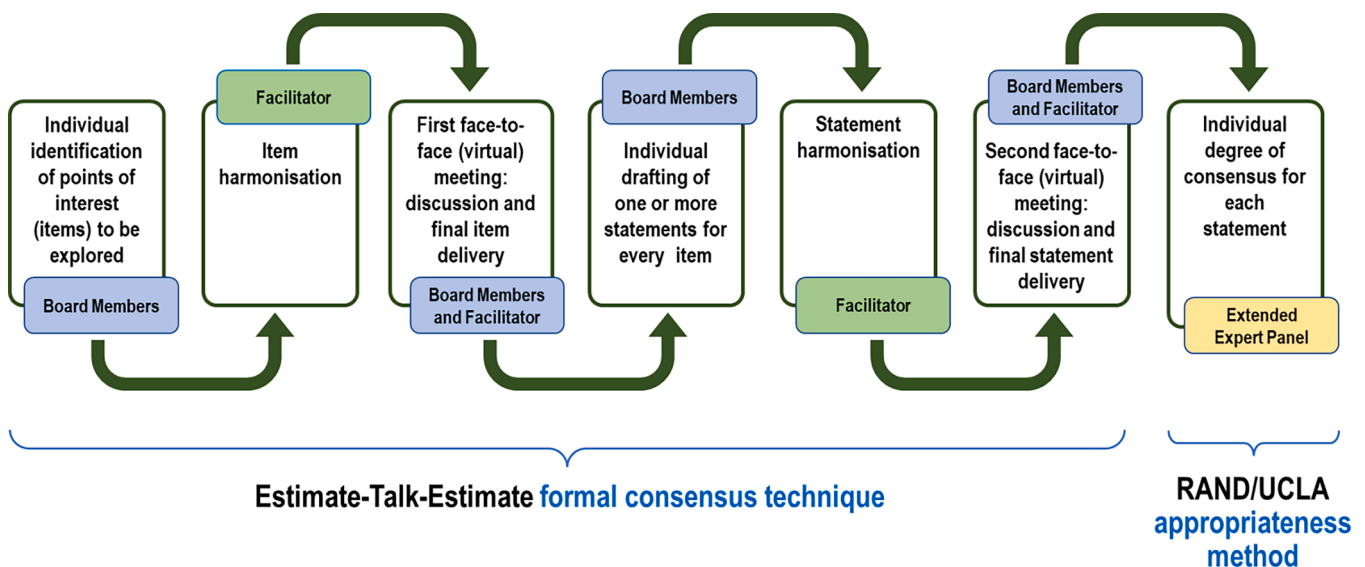 Individual
identification
of points of
interest
(items) to be
explored
Board Members
Facilitator
Item
harmonisation
First face-to-
face (virtual)
meeting:
discussion and
final item
delivery
Board Members
and Facilitator
Board Members
Individual
drafting of
one or more
statements for
every item
Statement
harmonisation
Facilitator
Board Members
and Facilitator
Second face-to-
face (virtual)
meeting:
discussion and
final statement
delivery
Individual
degree of
consensus for
each
statement
Extended
Expert Panel
Estimate-Talk-Estimate formal consensus technique
RAND/UCLA
appropriateness
method